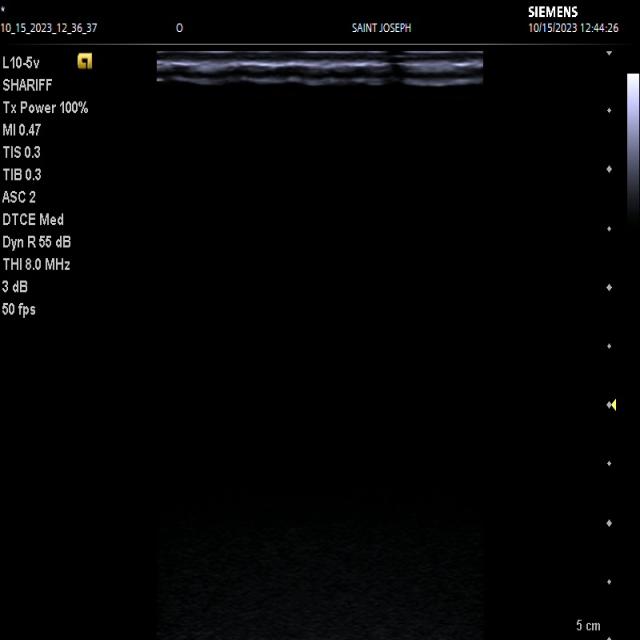 *
SIEMENS
10_15_2023_12_36_37 O SAINT JOSEPH 10/15/2023 12:44:26
L10-5v
SHARIFF
Tx Power 100%
MI 0.47
TIS 0.3
TIB 0.3
ASC 2
DTCE Med
Dyn R 55 dB
THI 8.0 MHz
3 dB
50 fps
5 cm